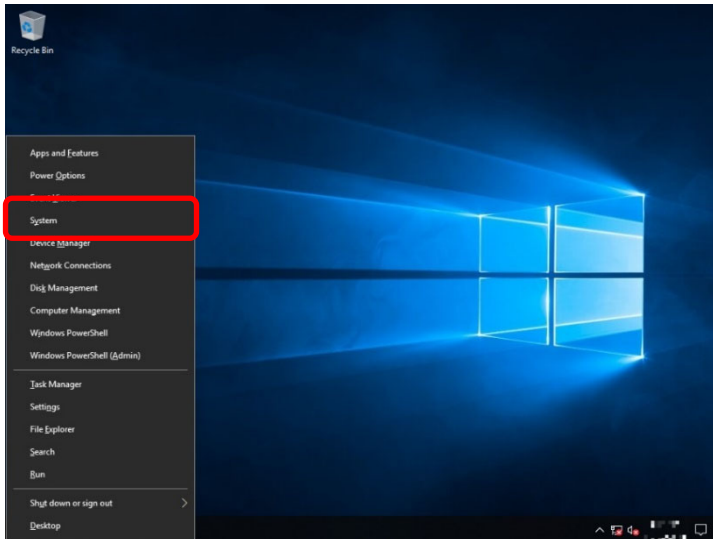 Recycle Bin
Apps and Features
Power Options
System
Device Manager
Network Connections
Disk Management
Computer Management
Windows PowerShell
Windows PowerShell (Admin)
Task Manager
Settings
File Explorer
Search
Run
Shut down or sign out
Desktop